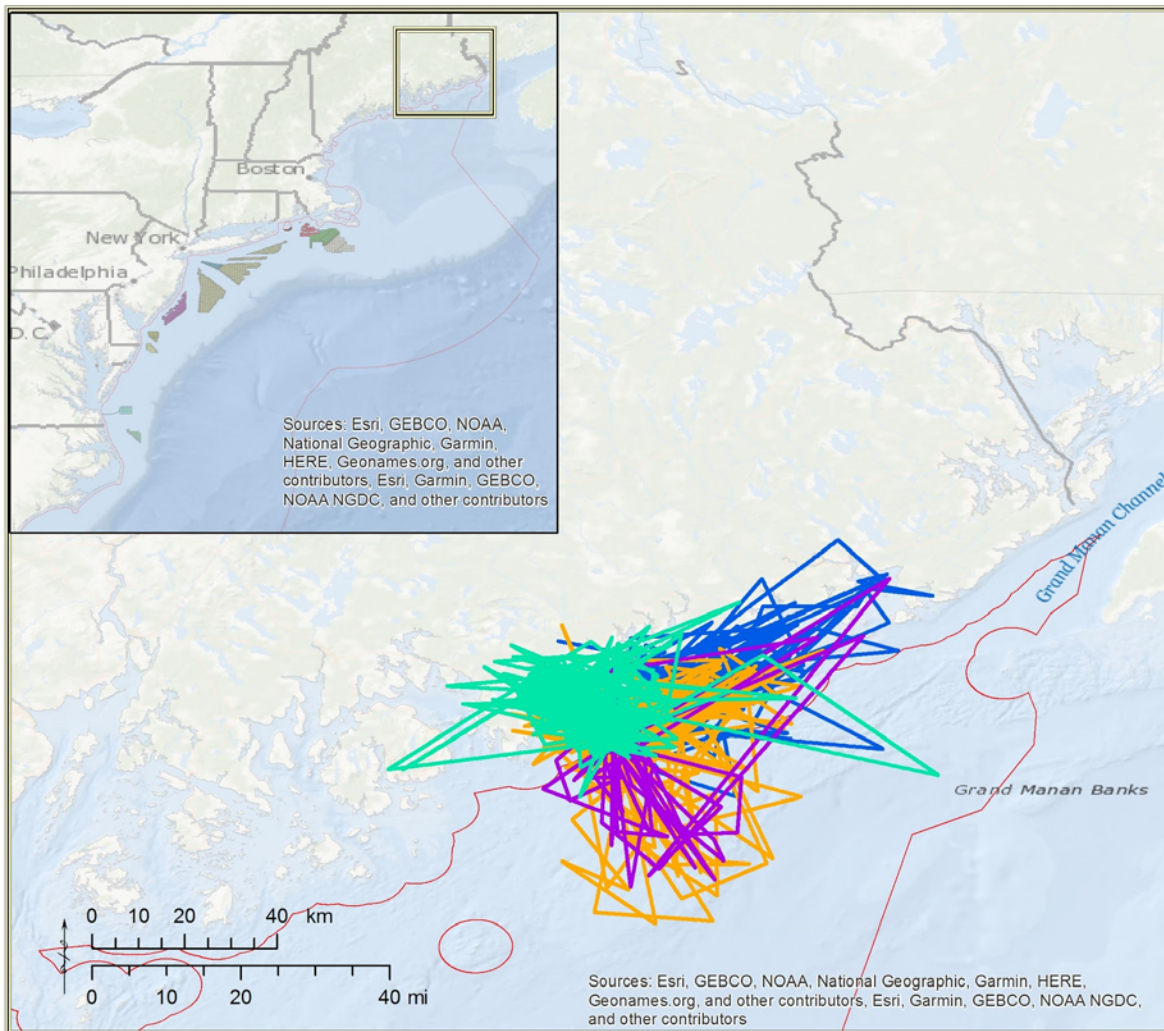 Boston
New York
Philadelphia
D.C.
Sources: Esri, GEBCO, NOAA,
National Geographic, Garmin,
HERE, Geonames.org, and other
contributors, Esri, Garmin, GEBCO,
NOAA NGDC, and other contributors
Grand Manan Channel
Grand Manan Banks
0 10 20 40 km
0 10 20 40 mi
Sources: Esri, GEBCO, NOAA, National Geographic, Garmin, HERE,
Geonames.org, and other contributors, Esri, Garmin, GEBCO, NOAA NGDC,
and other contributors